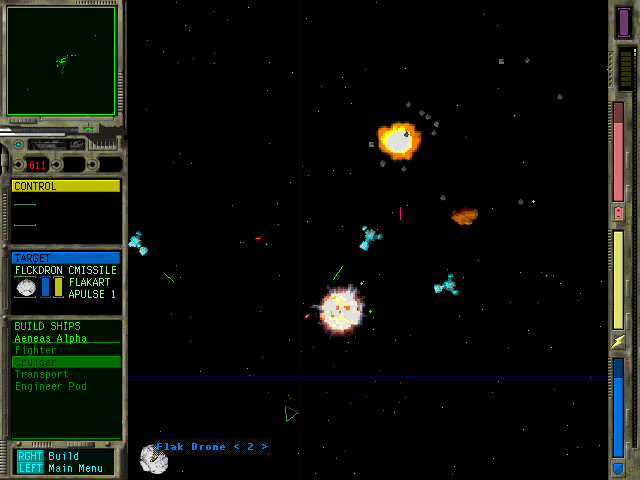 011
CONTROL
TARGET
FLCKDRON CMISSILE
FLAKART
APULSE 1
BUILD SHIPS
Aeneas Alpha
Fighter
Cruiser
Transport
Engineer Pod
RGHT Build
LEFT Main Menu
Flak Drone < 2 >